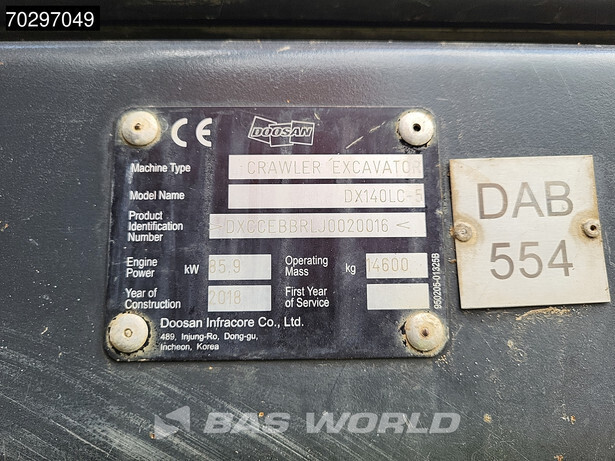 70297049
CE DOOSAN
Machine Type CRAWLER EXCAVATOR
Model Name DX140LC-5
Product Identification Number >DXCCEBBRLJ0020016<
Engine Power kW 85.9 Operating Mass kg 14600
Year of Construction 2018 First Year of Service
Doosan Infracore Co., Ltd.
489, Injung-Ro, Dong-gu,
Incheon, Korea
950205-01325B
DAB
554
BAS WORLD